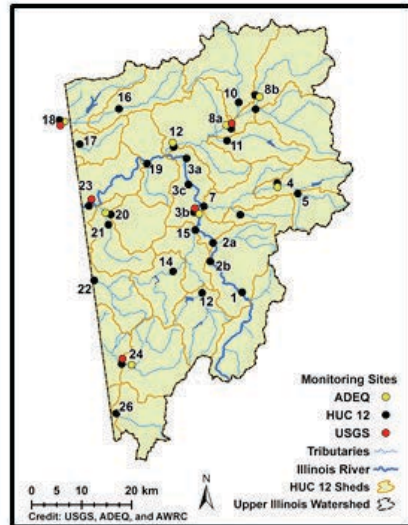 16
10
8b
8a
18
17
12
11
19
3a
3c
4
5
23
7
3b
20
21
15
2a
2b
14
22
12
1
24
26
Monitoring Sites
ADEQ
HUC 12
USGS
Tributaries
Illinois River
HUC 12 Sheds
Upper Illinois Watershed
N
0 10 20 km
Credit: USGS, ADEQ, and AWRC